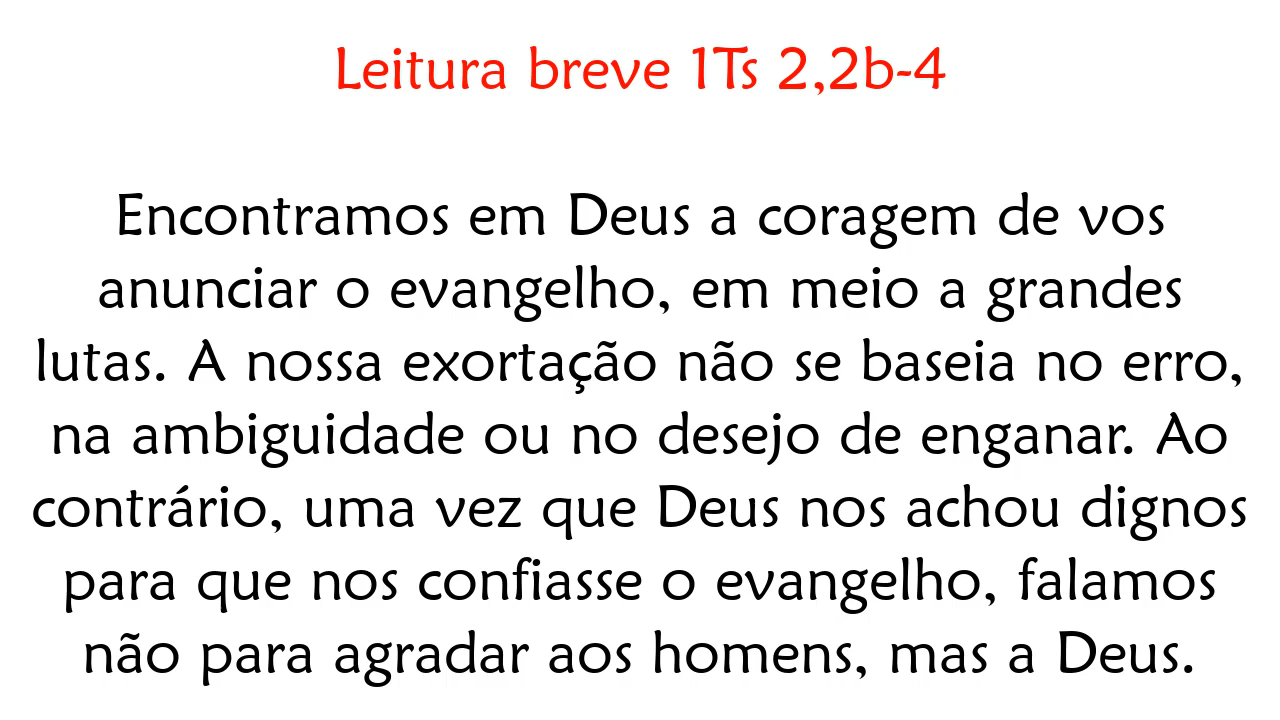 Leitura breve 1Ts 2,2b-4
Encontramos em Deus a coragem de vos
anunciar o evangelho, em meio a grandes
lutas. A nossa exortação não se baseia no erro,
na ambiguidade ou no desejo de enganar. Ao
contrário, uma vez que Deus nos achou dignos
para que nos confiasse o evangelho, falamos
não para agradar aos homens, mas a Deus.